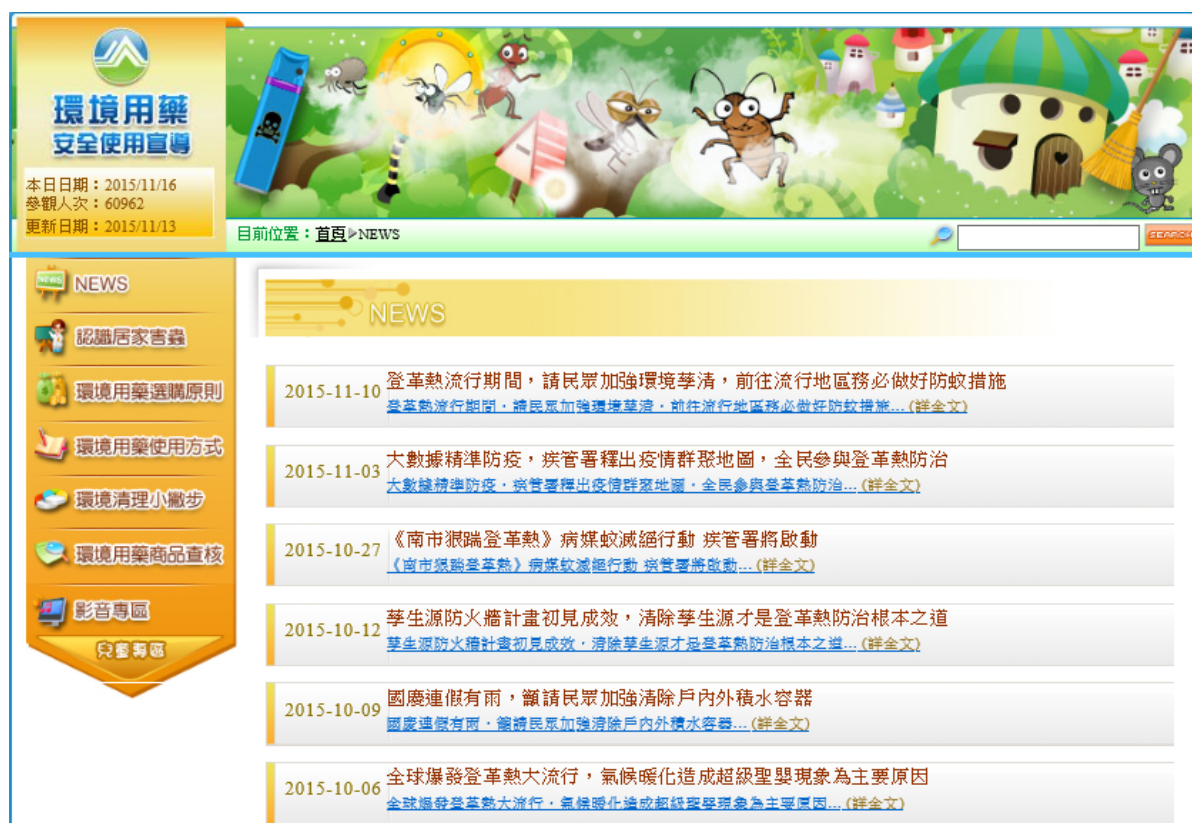 環境用藥
安全使用宣導
本日日期：2015/11/16
參觀人次：60962
更新日期：2015/11/13
目前位置：首頁▷NEWS
SEARCH
NEWS
認識居家害蟲
環境用藥選購原則
環境用藥使用方式
環境清理小撇步
環境用藥商品查核
影音專區
兒童專區
NEWS
2015-11-10 登革熱流行期間，請民眾加強環境孳清，前往流行地區務必做好防蚊措施
登革熱流行期間，請民眾加強環境孳清，前往流行地區務必做好防蚊措施... (詳全文)
2015-11-03 大數據精準防疫，疾管署釋出疫情群聚地圖，全民參與登革熱防治
大數據精準防疫，疾管署釋出疫情群聚地圖，全民參與登革熱防治... (詳全文)
2015-10-27 《南市狠踹登革熱》病媒蚊滅絕行動 疾管署將啟動
《南市狠踹登革熱》病媒蚊滅絕行動 疾管署將啟動... (詳全文)
2015-10-12 孳生源防火牆計畫初見成效，清除孳生源才是登革熱防治根本之道
孳生源防火牆計畫初見成效，清除孳生源才是登革熱防治根本之道... (詳全文)
2015-10-09 國慶連假有雨，籲請民眾加強清除戶內外積水容器
國慶連假有雨，籲請民眾加強清除戶內外積水容器... (詳全文)
2015-10-06 全球爆發登革熱大流行，氣候暖化造成超級聖嬰現象為主要原因
全球爆發登革熱大流行，氣候暖化造成超級聖嬰現象為主要原因... (詳全文)